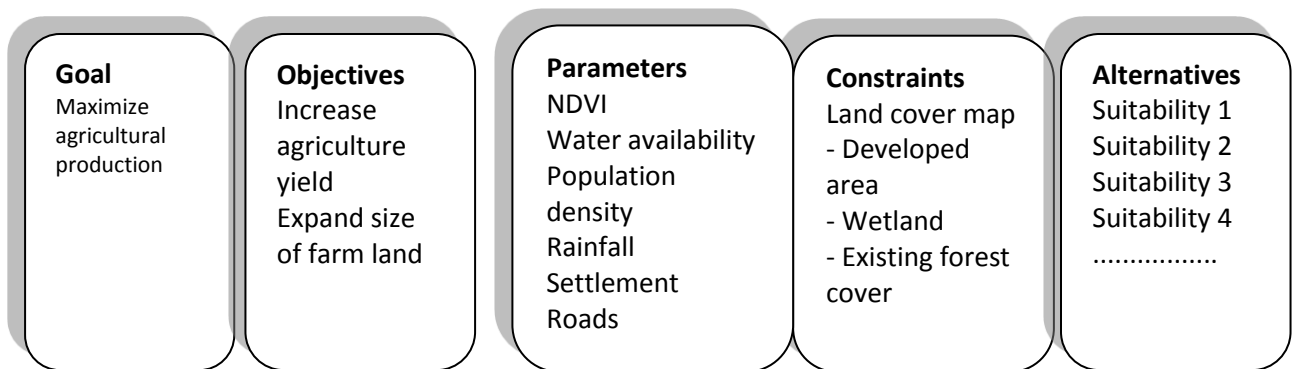 Goal
Maximize
agricultural
production
Objectives
Increase
agriculture
yield
Expand size
of farm land
Parameters
NDVI
Water availability
Population
density
Rainfall
Settlement
Roads
Constraints
Land cover map
- Developed
area
- Wetland
- Existing forest
cover
Alternatives
Suitability 1
Suitability 2
Suitability 3
Suitability 4
.................